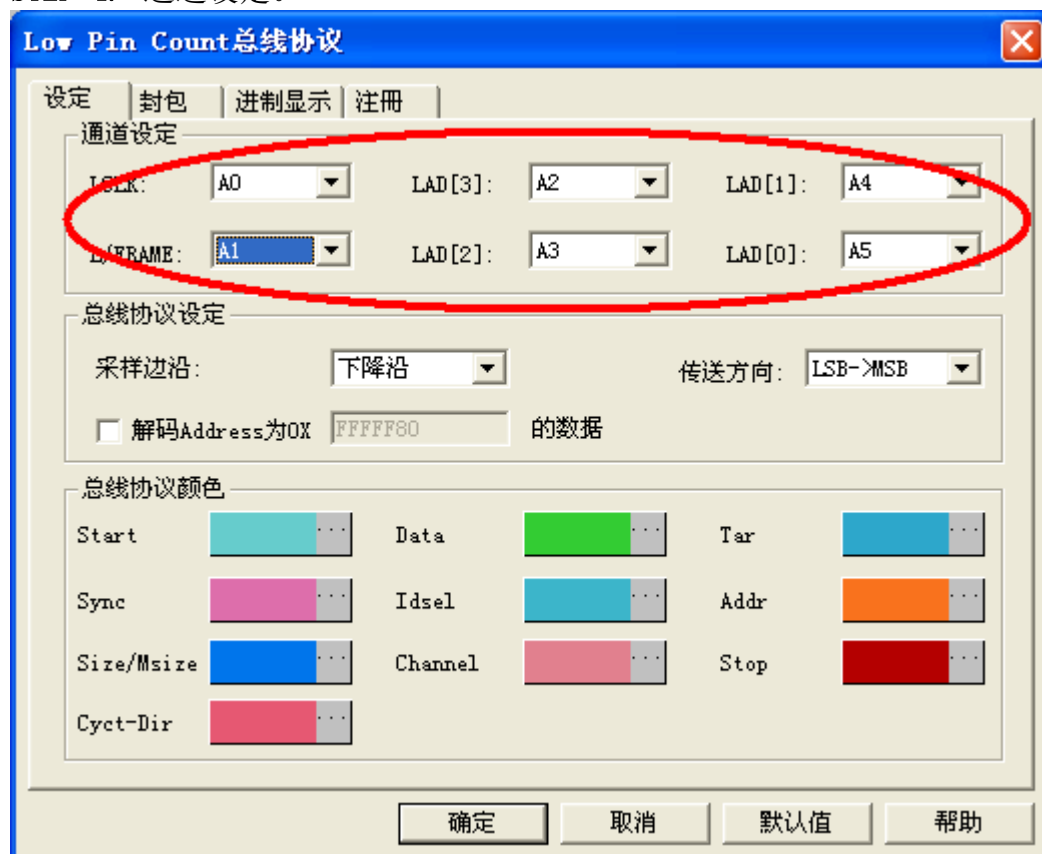 Low Pin Count总线协议
设定 封包 进制显示 注册
通道设定
LCLK: A0 LAD[3]: A2 LAD[1]: A4
L/FRAME: A1 LAD[2]: A3 LAD[0]: A5
总线协议设定
采样边沿: 下降沿 传送方向: LSB->MSB
解码Address为0X FFFFF80 的数据
总线协议颜色
Start ... Data ... Tar ...
Sync ... Idsel ... Addr ...
Size/Msize ... Channel ... Stop ...
Cyct-Dir ...
确定 取消 默认值 帮助